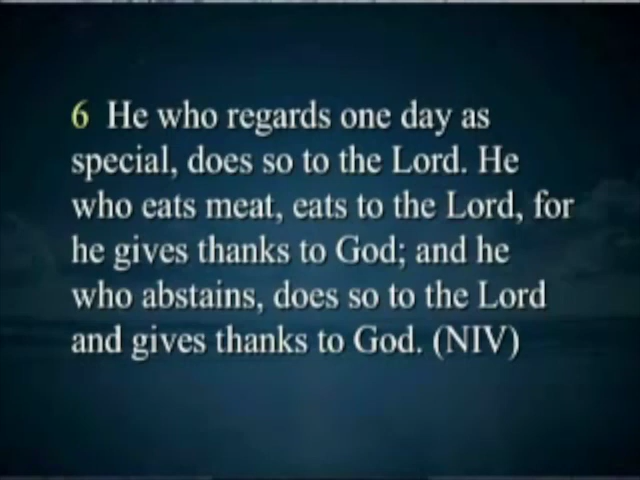 6 He who regards one day as
special, does so to the Lord. He
who eats meat, eats to the Lord, for
he gives thanks to God; and he
who abstains, does so to the Lord
and gives thanks to God. (NIV)